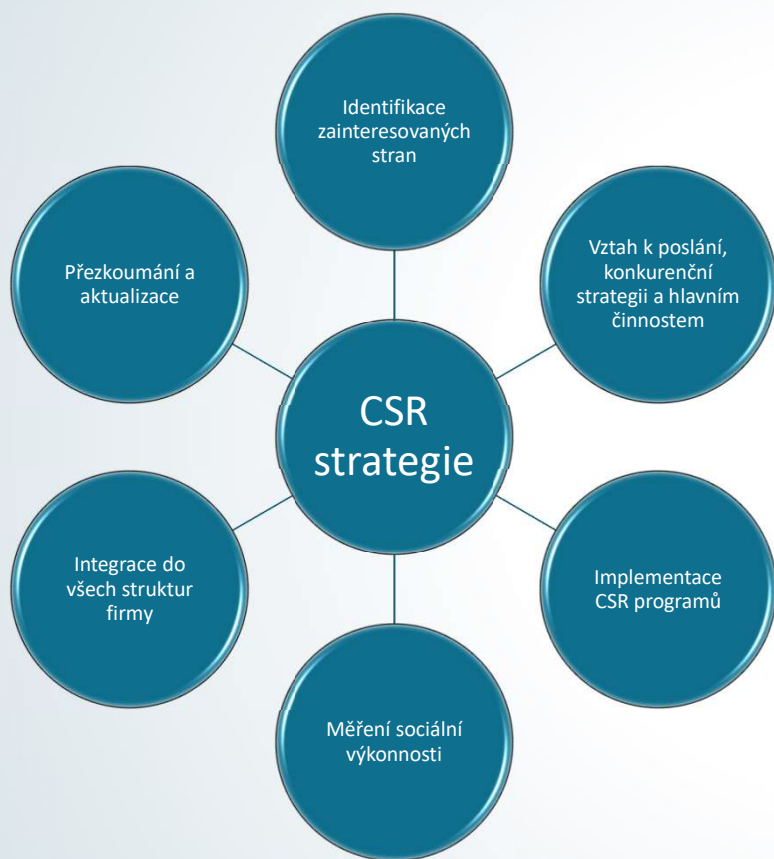 Identifikace
zainteresovaných
stran
Vztah k poslání,
konkurenční
strategii a hlavním
činnostem
Implementace
CSR programů
Měření sociální
výkonnosti
Integrace do
všech struktur
firmy
Přezkoumání a
aktualizace
CSR
strategie